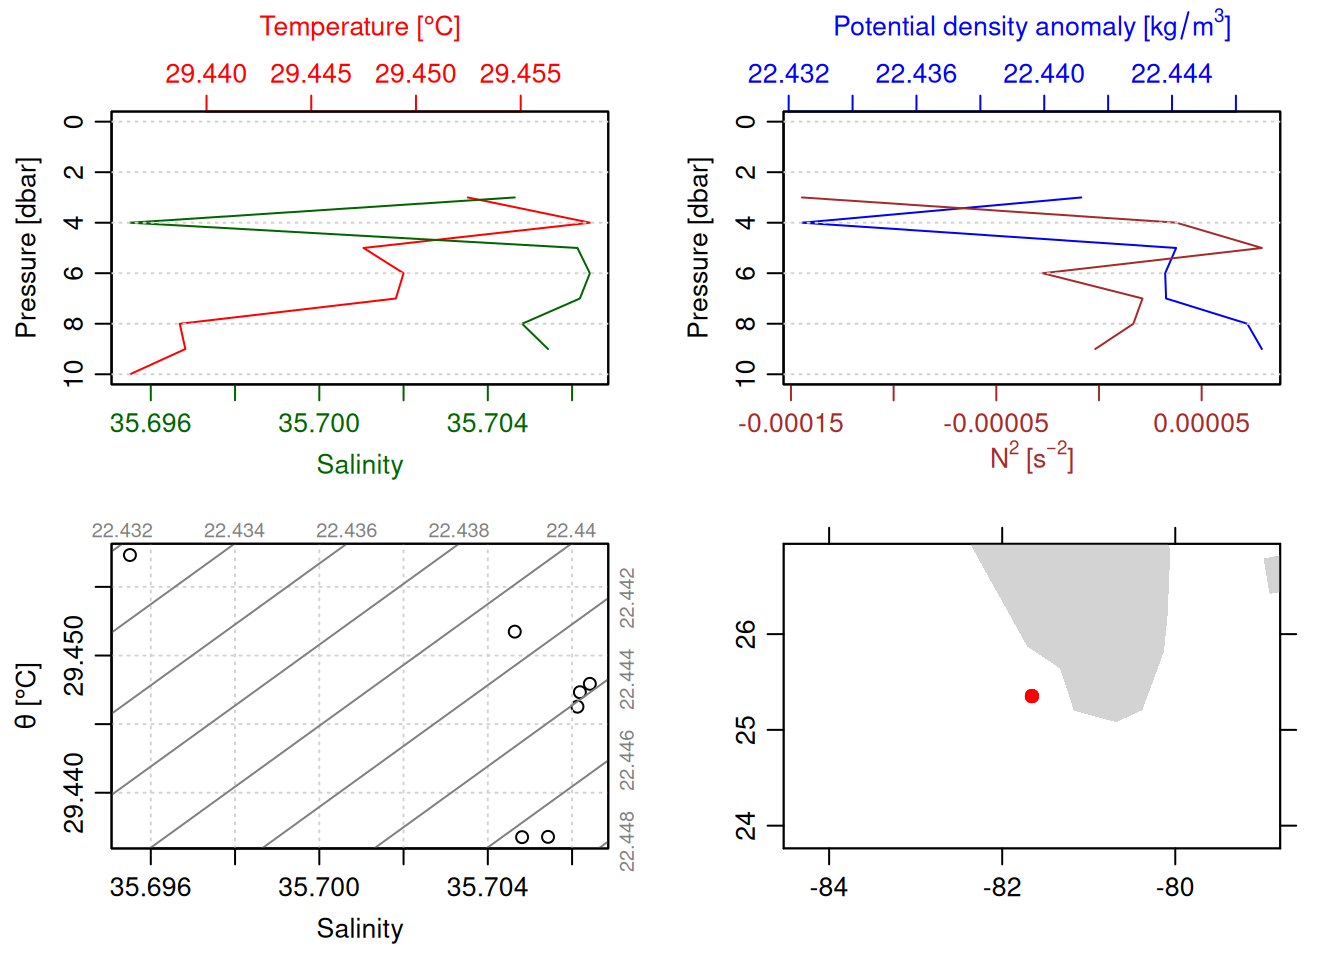 Temperature [°C]
29.440 29.445 29.450 29.455
0
2
4
6
8
10
Pressure [dbar]
35.696 35.700 35.704
Salinity
Potential density anomaly [kg/m³]
22.432 22.436 22.440 22.444
0
2
4
6
8
10
Pressure [dbar]
-0.00015 -0.00005 0.00005
N² [s⁻²]
22.432 22.434 22.436 22.438 22.44
22.442
22.444
22.446
22.448
29.450
29.440
θ [°C]
35.696 35.700 35.704
Salinity
26
25
24
-84 -82 -80